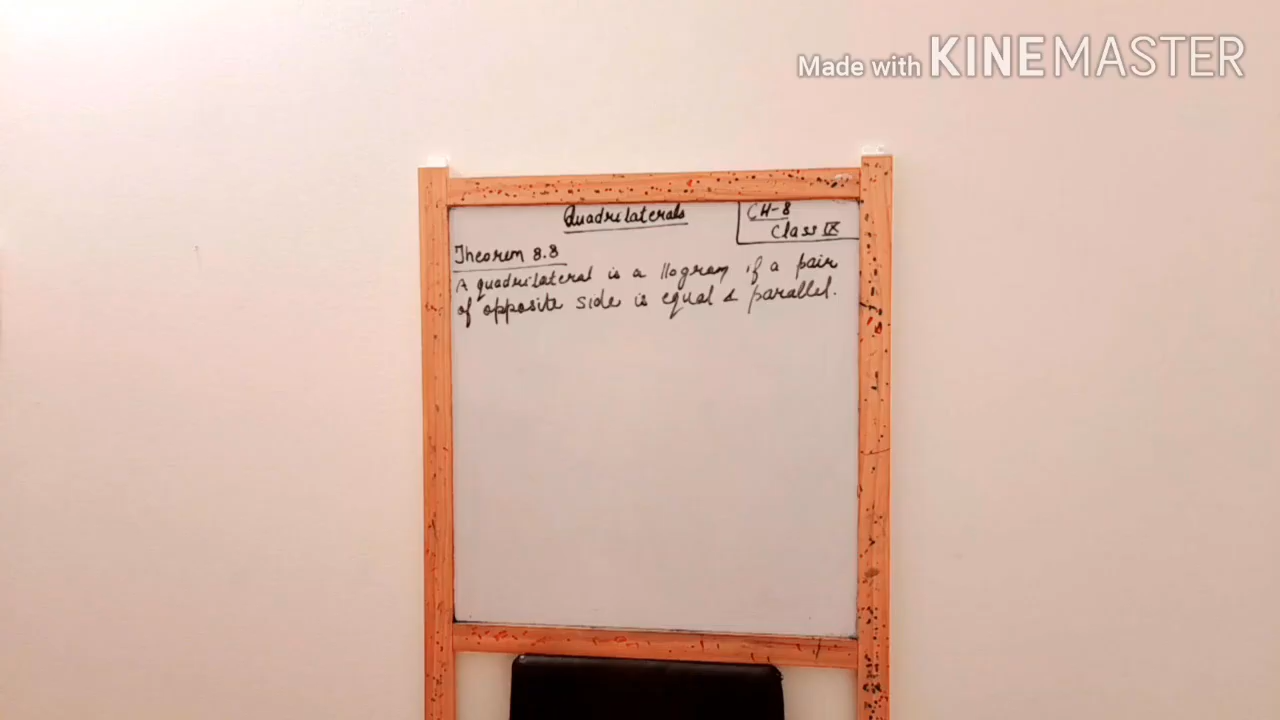 Made with KINEMASTER
Quadrilaterals
CH-8
Class IX
Theorem 8.8
A quadrilateral is a llogram if a pair
of opposite side is equal & parallel.